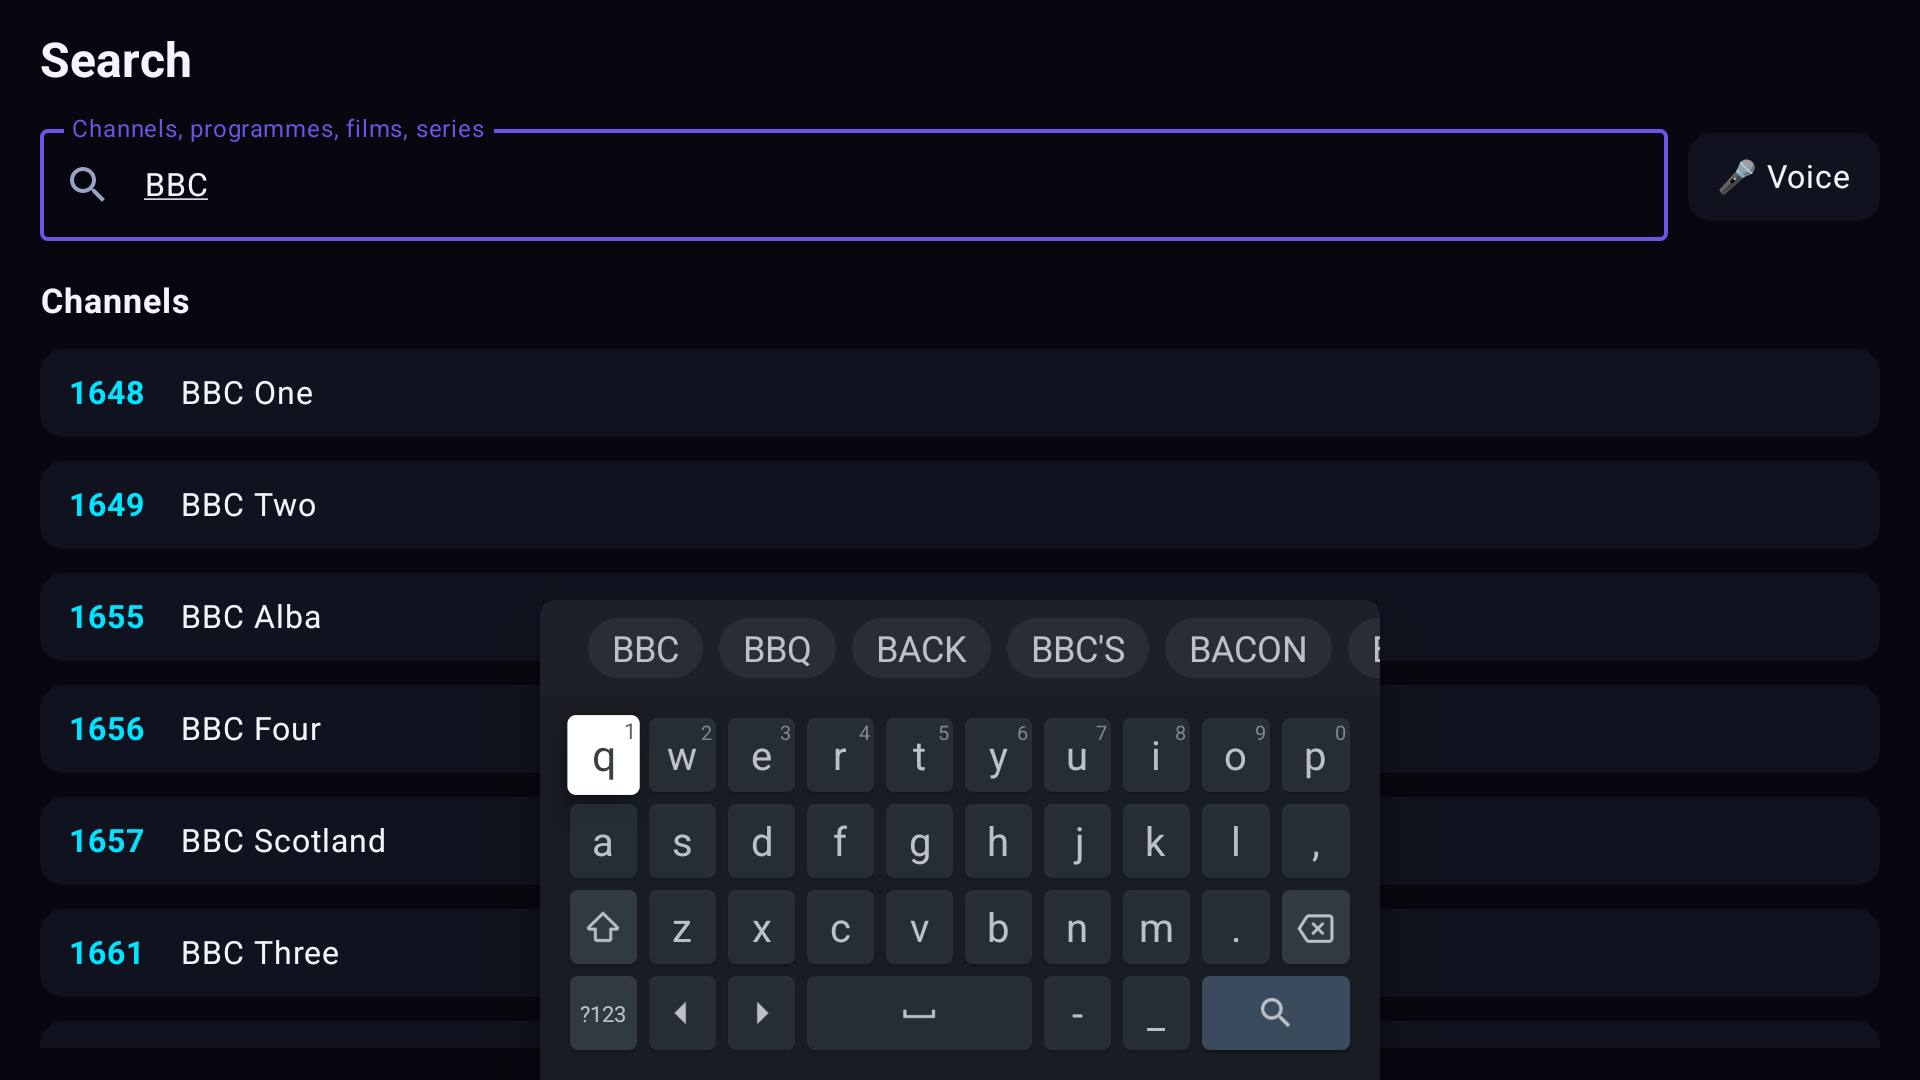 Search
Channels, programmes, films, series
BBC
🎤 Voice
Channels
1648 BBC One
1649 BBC Two
1655 BBC Alba
1656 BBC Four
1657 BBC Scotland
1661 BBC Three
BBC BBQ BACK BBC'S BACON
q 1 w 2 e 3 r 4 t 5 y 6 u 7 i 8 o 9 p 0
a s d f g h j k l ,
z x c v b n m .
?123 - _